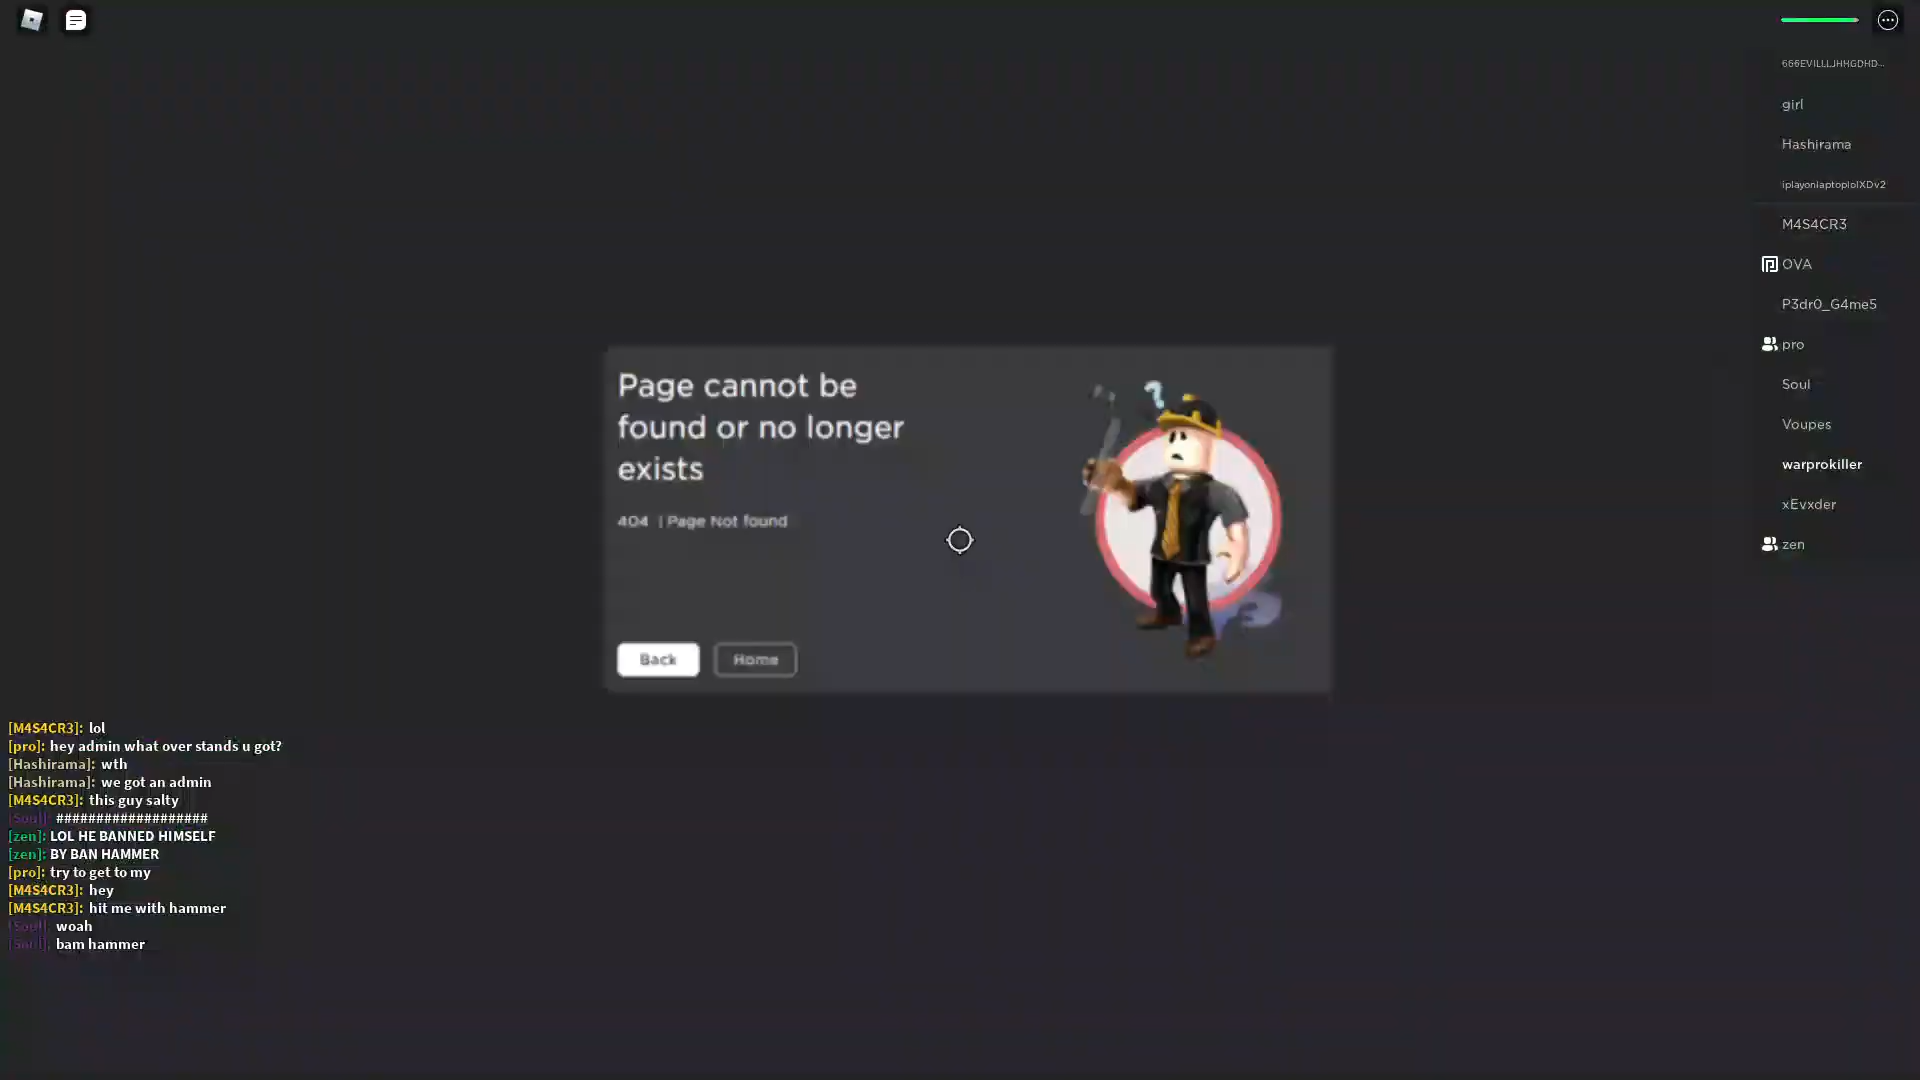 666EVILLLJHHGDHD...
girl
Hashirama
iplayonlaptoplolXDv2
M4S4CR3
OVA
P3dr0_G4me5
pro
Soul
Voupes
warprokiller
xEvxder
zen
Page cannot be
found or no longer
exists
404 | Page Not found
Back
Home
[M4S4CR3]: lol
[pro]: hey admin what over stands u got?
[Hashirama]: wth
[Hashirama]: we got an admin
[M4S4CR3]: this guy salty
[Soul]: ###################
[zen]: LOL HE BANNED HIMSELF
[zen]: BY BAN HAMMER
[pro]: try to get to my
[M4S4CR3]: hey
[M4S4CR3]: hit me with hammer
[Soul]: woah
[Soul]: bam hammer